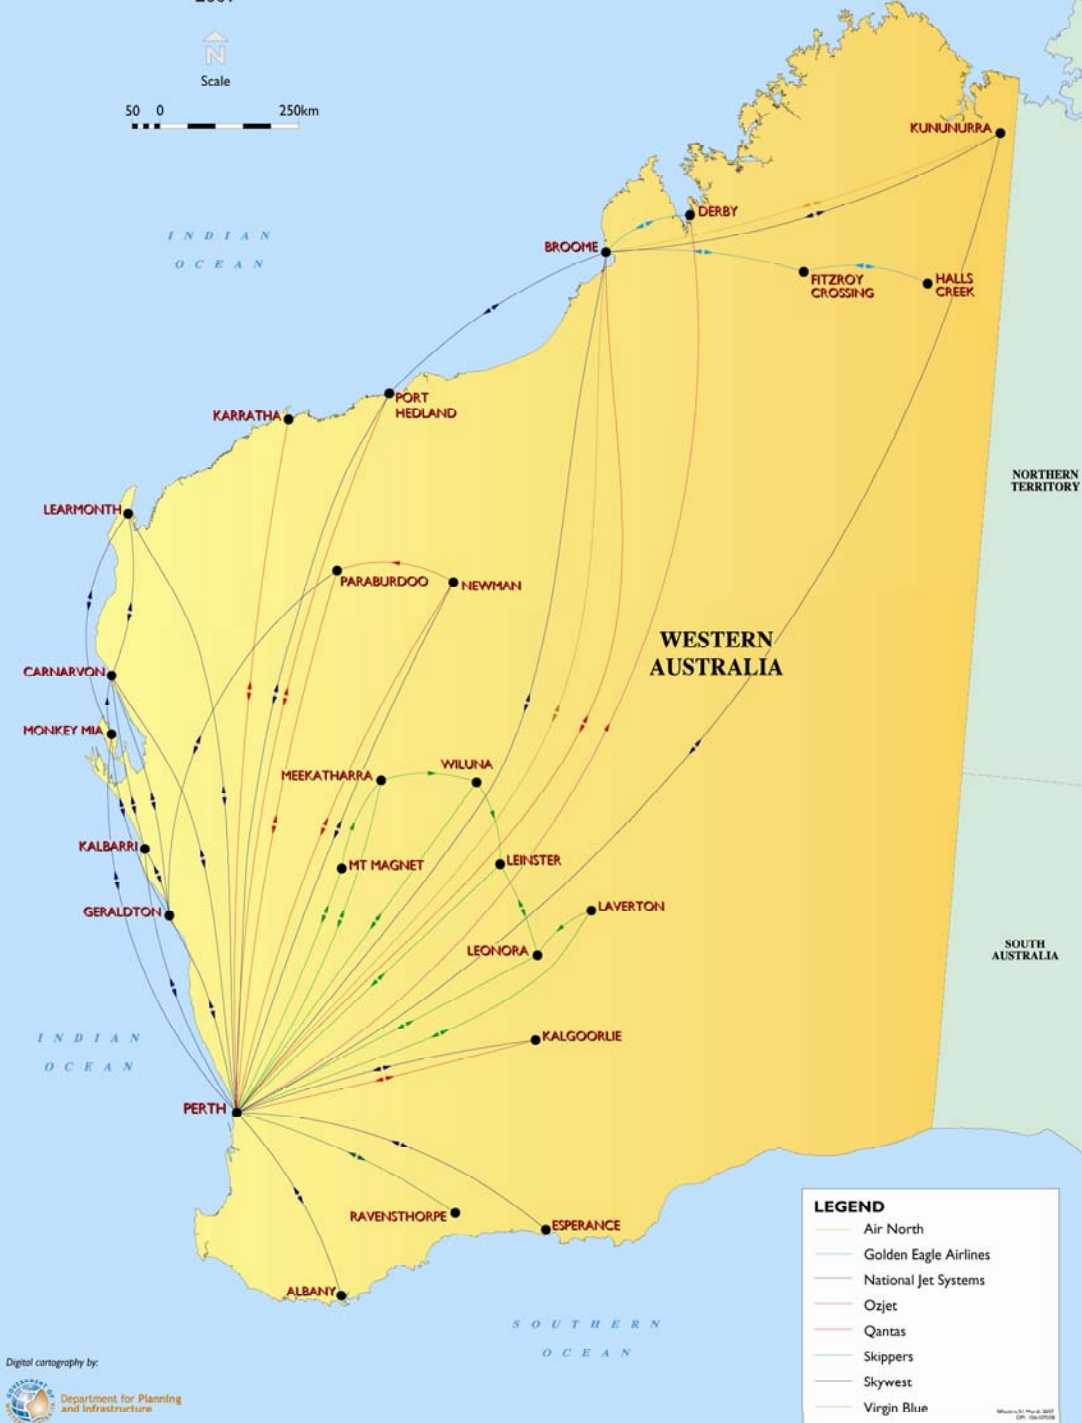 N
Scale
50 0 250km
KUNUNURRA
DERBY
INDIAN
OCEAN
BROOME
FITZROY
CROSSING
HALLS
CREEK
PORT
HEDLAND
KARRATHA
NORTHERN
TERRITORY
LEARMONTH
PARABURDOO
NEWMAN
WESTERN
AUSTRALIA
CARNARVON
MONKEY MIA
WILUNA
MEEKATHARRA
KALBARRI
MT MAGNET
LEINSTER
GERALDTON
LAVERTON
LEONORA
SOUTH
AUSTRALIA
KALGOORLIE
INDIAN
OCEAN
PERTH
RAVENSTHORPE
ESPERANCE
ALBANY
SOUTHERN
OCEAN
LEGEND
Air North
Golden Eagle Airlines
National Jet Systems
Ozjet
Qantas
Skippers
Skywest
Virgin Blue
Digital cartography by:
Department for Planning
and Infrastructure